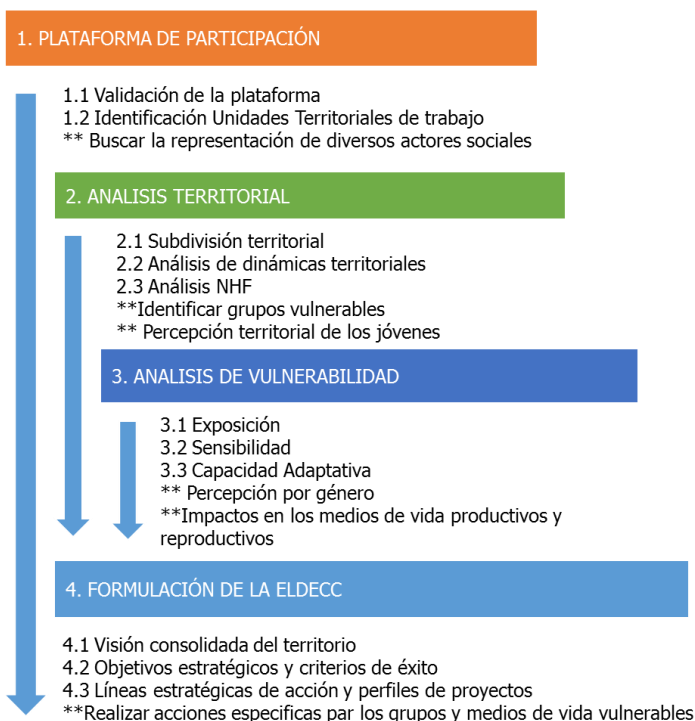 1. PLATAFORMA DE PARTICIPACIÓN
1.1 Validación de la plataforma
1.2 Identificación Unidades Territoriales de trabajo
** Buscar la representación de diversos actores sociales
2. ANALISIS TERRITORIAL
2.1 Subdivisión territorial
2.2 Análisis de dinámicas territoriales
2.3 Análisis NHF
**Identificar grupos vulnerables
** Percepción territorial de los jóvenes
3. ANALISIS DE VULNERABILIDAD
3.1 Exposición
3.2 Sensibilidad
3.3 Capacidad Adaptativa
** Percepción por género
**Impactos en los medios de vida productivos y
reproductivos
4. FORMULACIÓN DE LA ELDECC
4.1 Visión consolidada del territorio
4.2 Objetivos estratégicos y criterios de éxito
4.3 Líneas estratégicas de acción y perfiles de proyectos
**Realizar acciones especificas par los grupos y medios de vida vulnerables